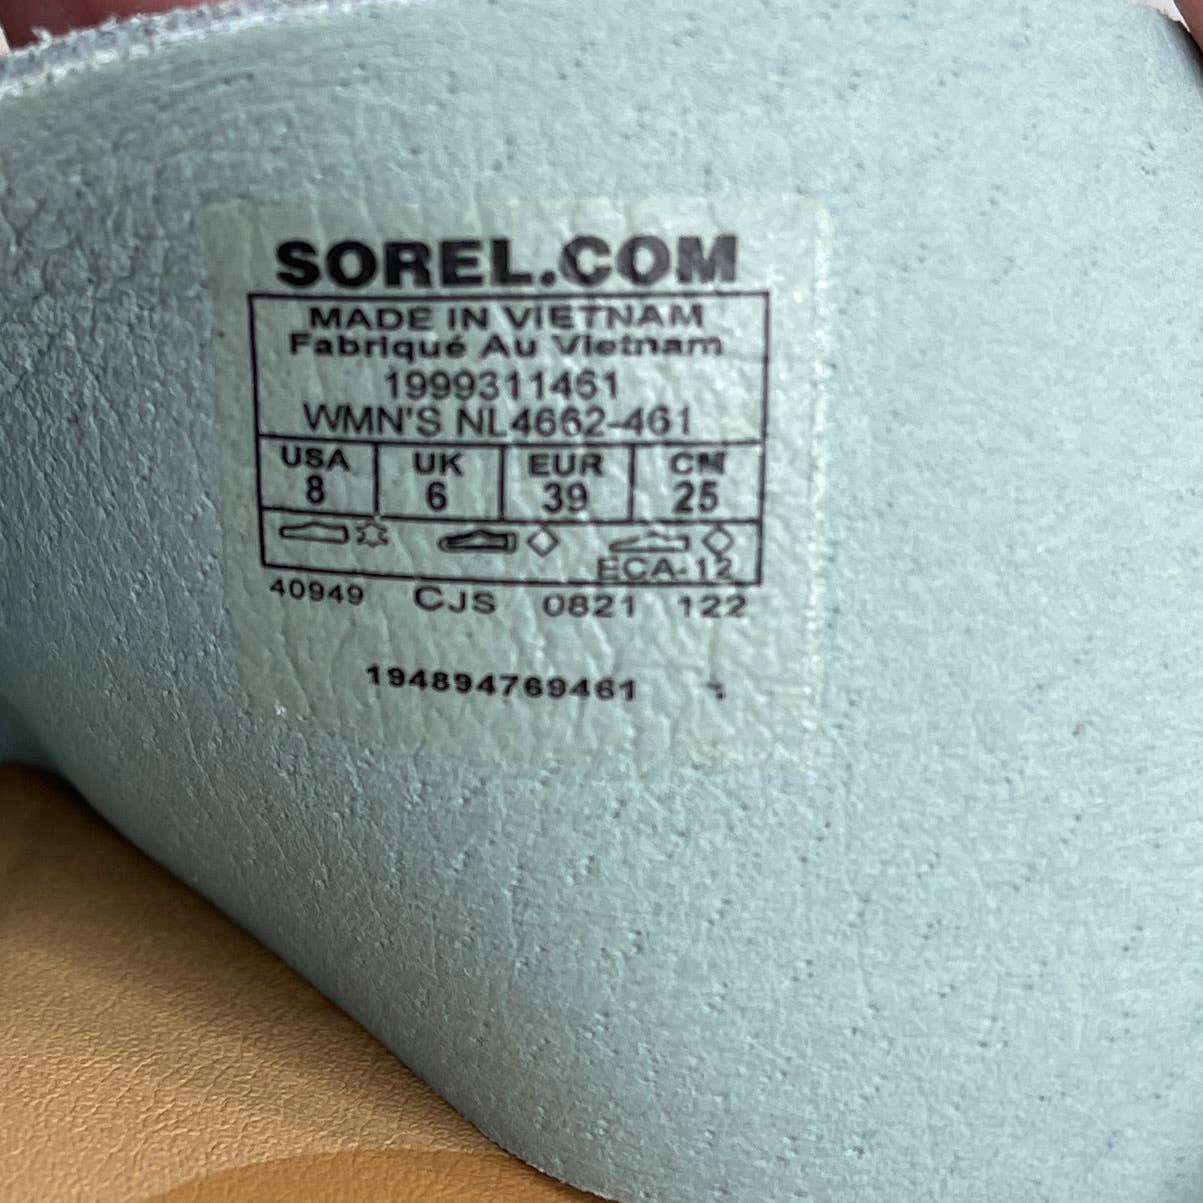 SOREL.COM
MADE IN VIETNAM
Fabriqué Au Vietnam
1999311461
WMN'S NL4662-461
USA UK EUR CM
8 6 39 25
ECA-12
40949 CJS 0821 122
194894769461